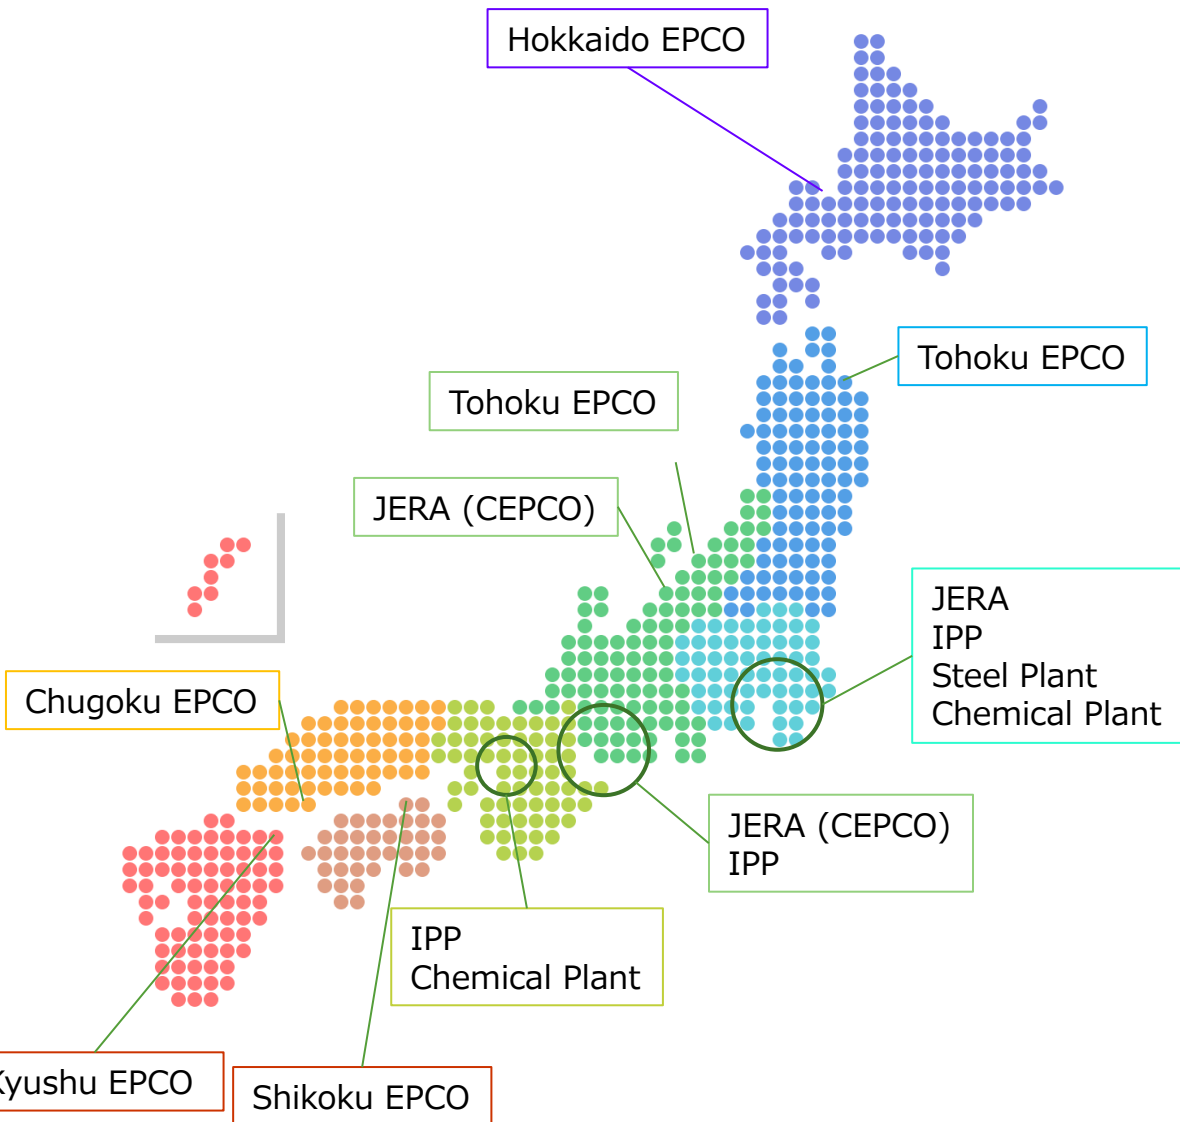 Hokkaido EPCO
Tohoku EPCO
Tohoku EPCO
JERA (CEPCO)
JERA
IPP
Steel Plant
Chemical Plant
Chugoku EPCO
JERA (CEPCO)
IPP
IPP
Chemical Plant
Kyushu EPCO
Shikoku EPCO